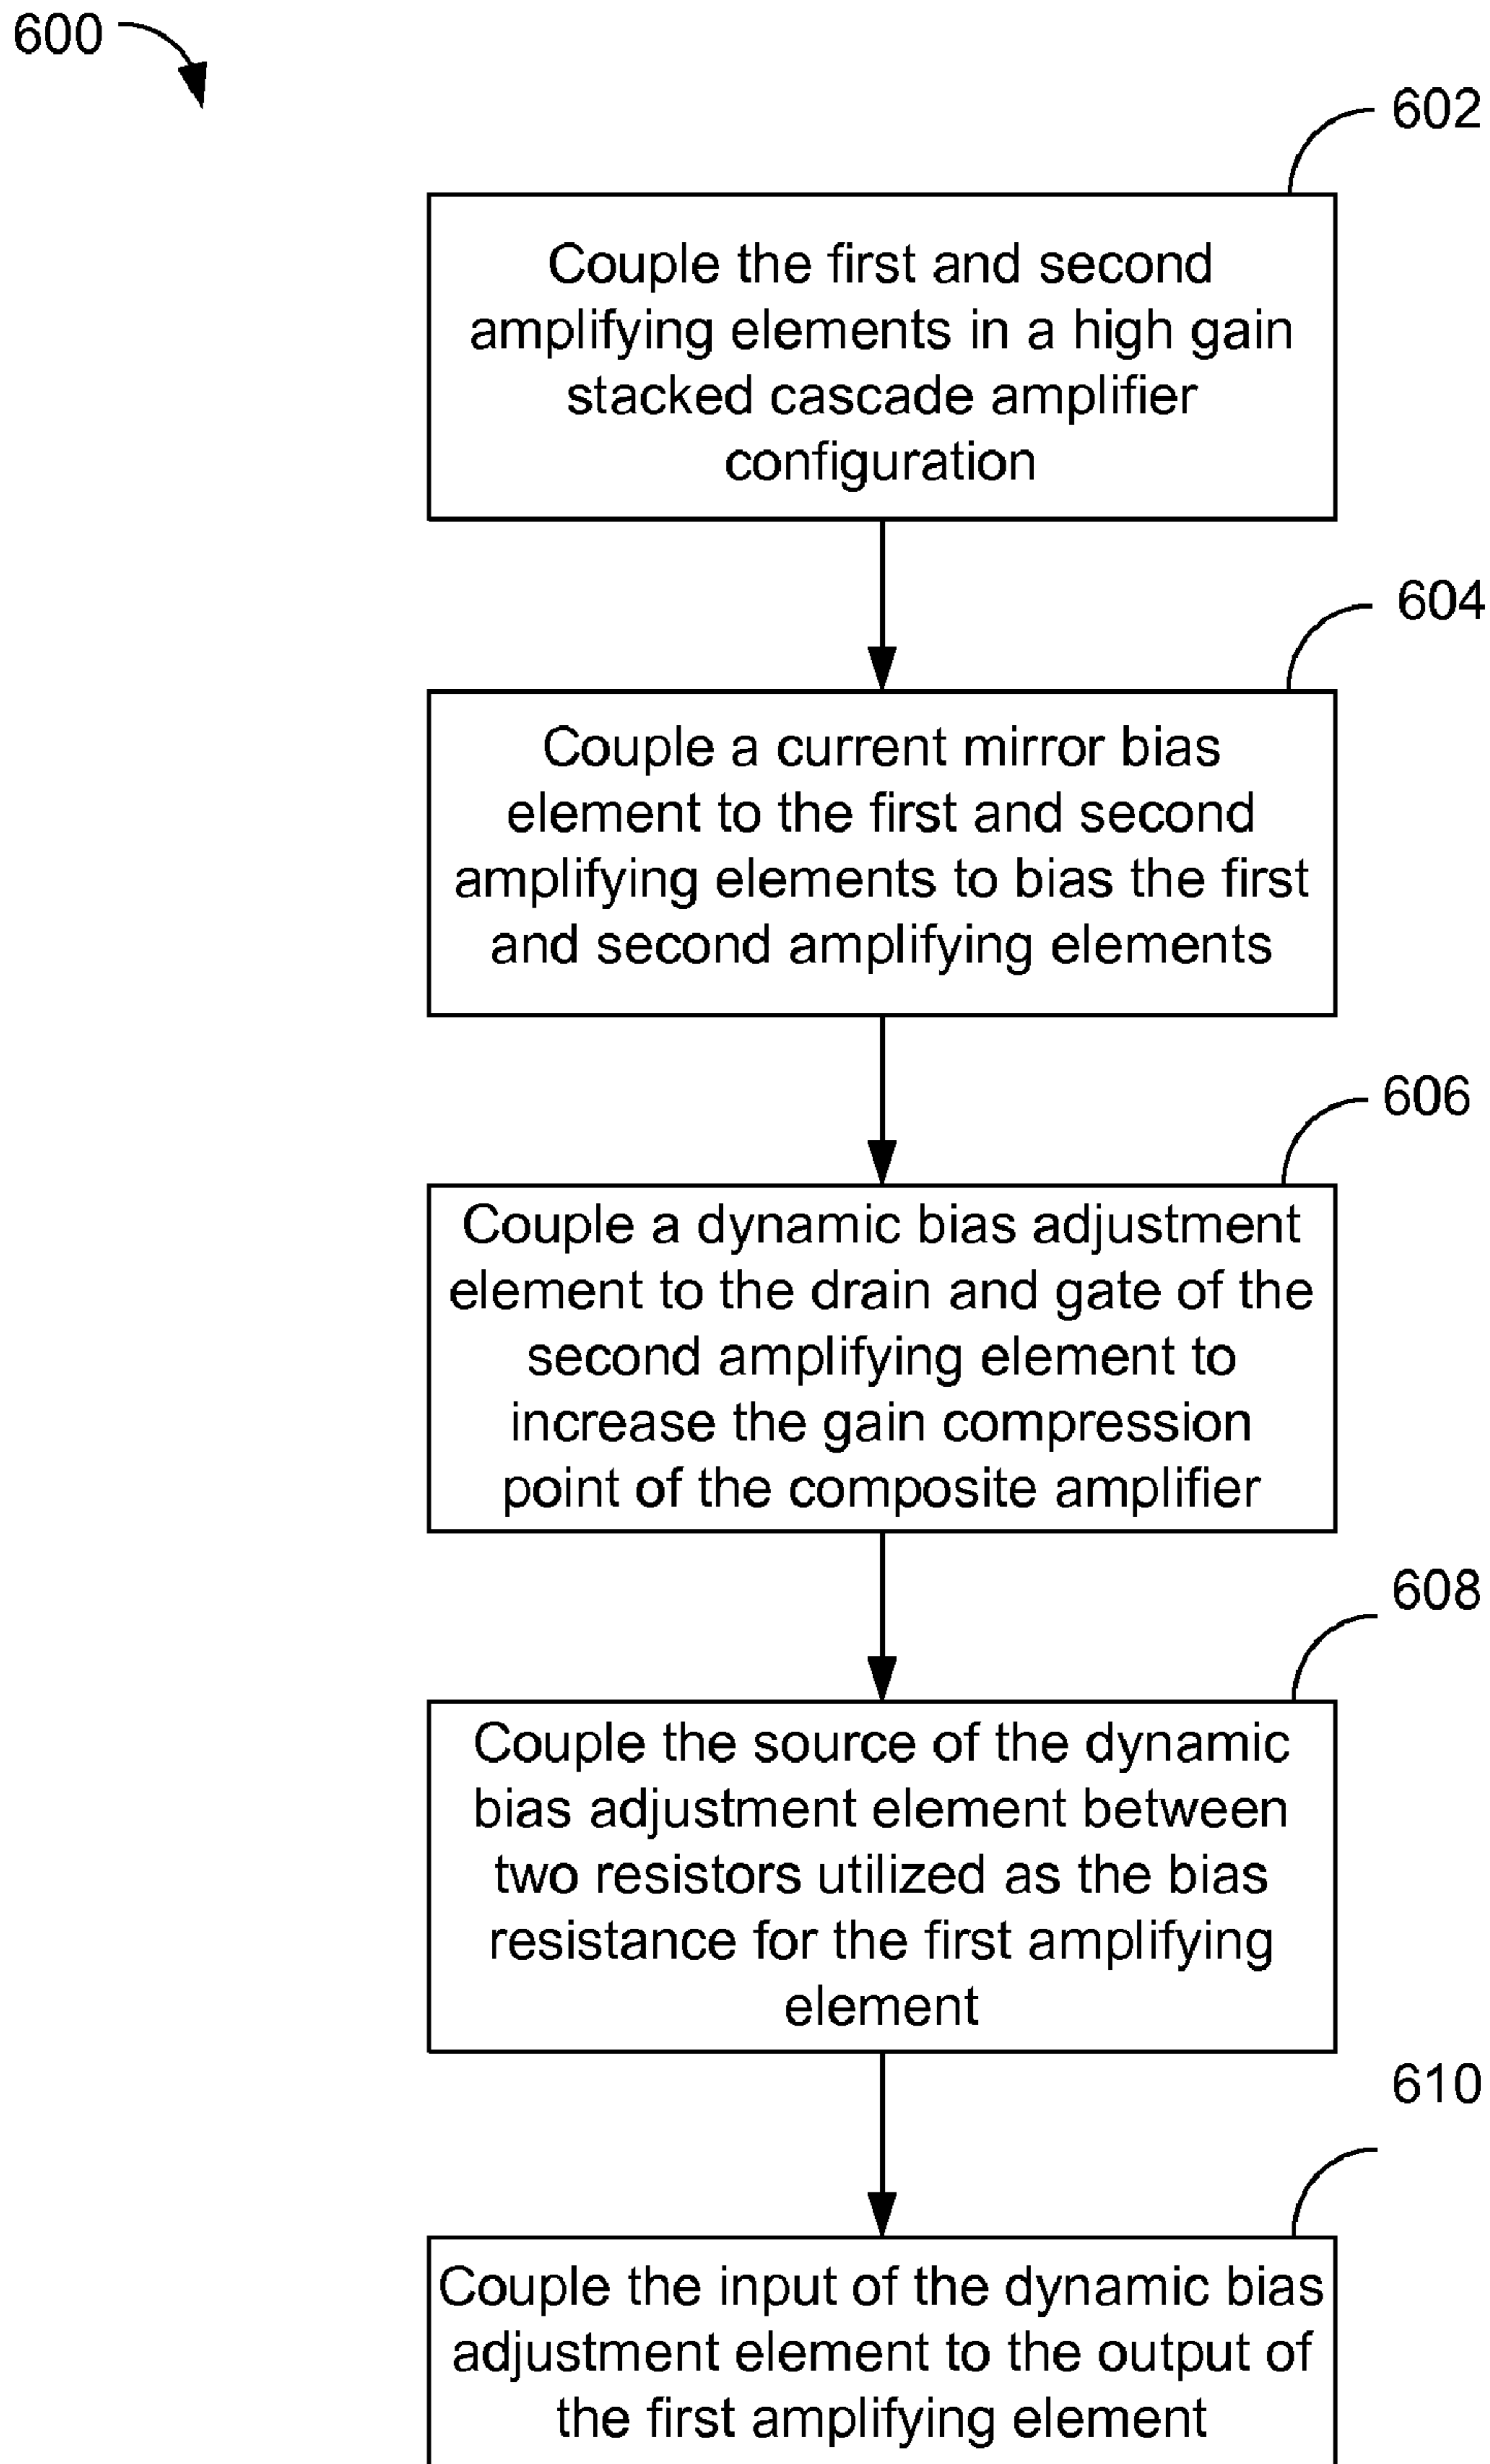 600
602
Couple the first and second
amplifying elements in a high gain
stacked cascade amplifier
configuration
604
Couple a current mirror bias
element to the first and second
amplifying elements to bias the first
and second amplifying elements
606
Couple a dynamic bias adjustment
element to the drain and gate of the
second amplifying element to
increase the gain compression
point of the composite amplifier
608
Couple the source of the dynamic
bias adjustment element between
two resistors utilized as the bias
resistance for the first amplifying
element
610
Couple the input of the dynamic bias
adjustment element to the output of
the first amplifying element